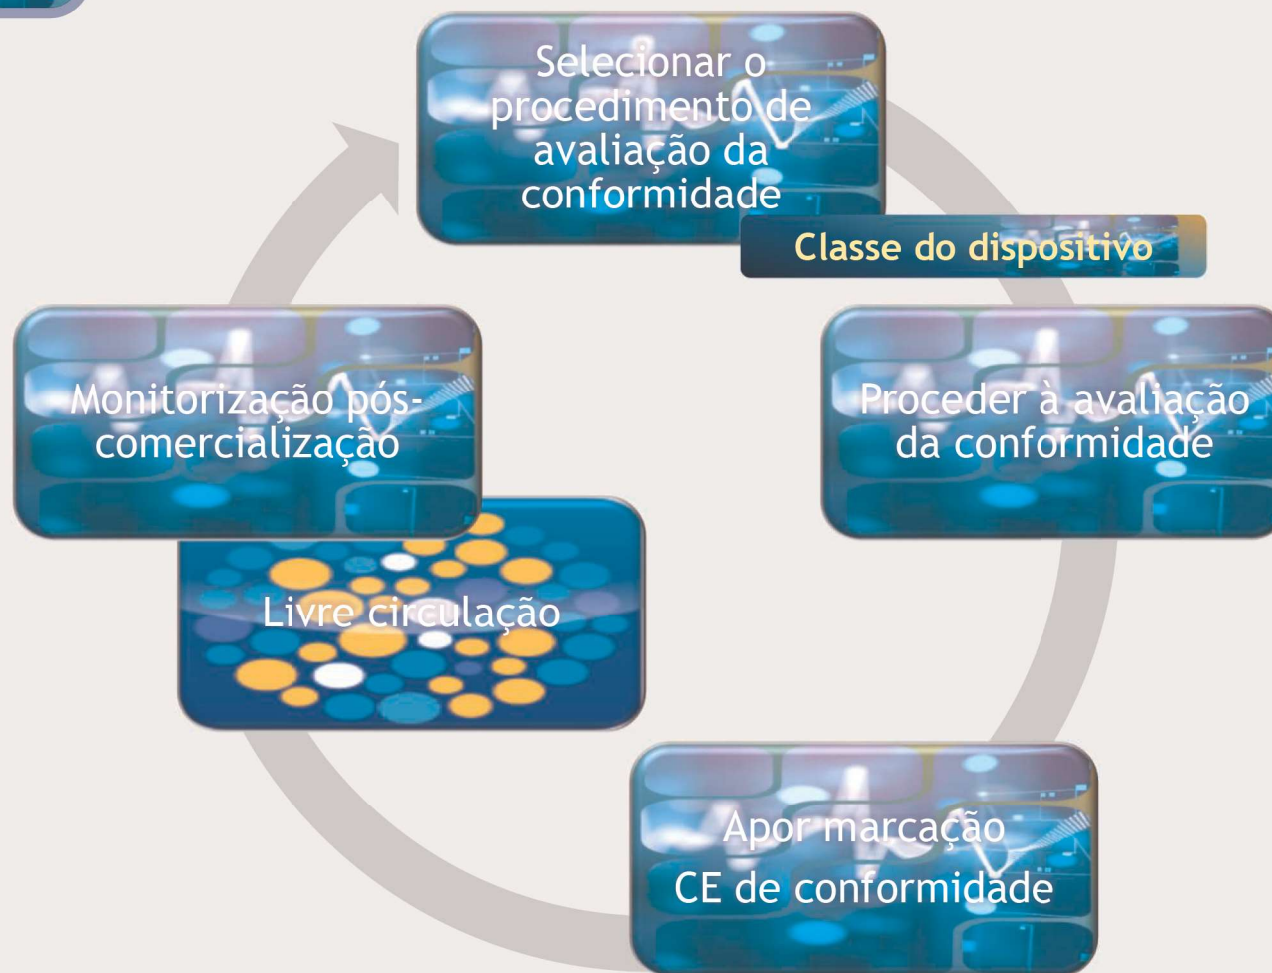 Selecionar o
procedimento de
avaliação da
conformidade
Classe do dispositivo
Proceder à avaliação
da conformidade
Apor marcação
CE de conformidade
Livre circulação
Monitorização pós-
comercialização